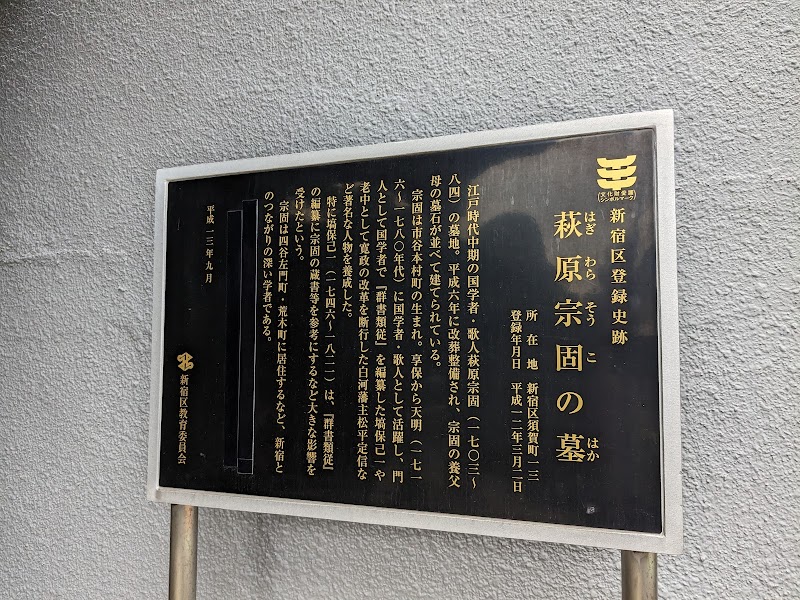 文化財愛護
シンボルマーク
新宿区登録史跡
萩原宗固の墓
はぎ わら そう こ はか
所在地 新宿区須賀町一三
登録年月日 平成一二年三月二日
江戸時代中期の国学者・歌人萩原宗固(一七〇三〜
八四)の墓地。平成六年に改葬整備され、宗固の養父
母の墓石が並べて建てられている。
宗固は市谷本村町の生まれ。享保から天明(一七一
六〜一七八〇年代)に国学者・歌人として活躍し、門
人として国学者で『群書類従』を編纂した塙保己一や
老中として寛政の改革を断行した白河藩主松平定信な
ど著名な人物を養成した。
特に塙保己一(一七四六〜一八二一)は、『群書類従』
の編纂に宗固の蔵書等を参考にするなど大きな影響を
受けたという。
宗固は四谷左門町・荒木町に居住するなど、新宿と
のつながりの深い学者である。
平成一三年九月
新宿区教育委員会